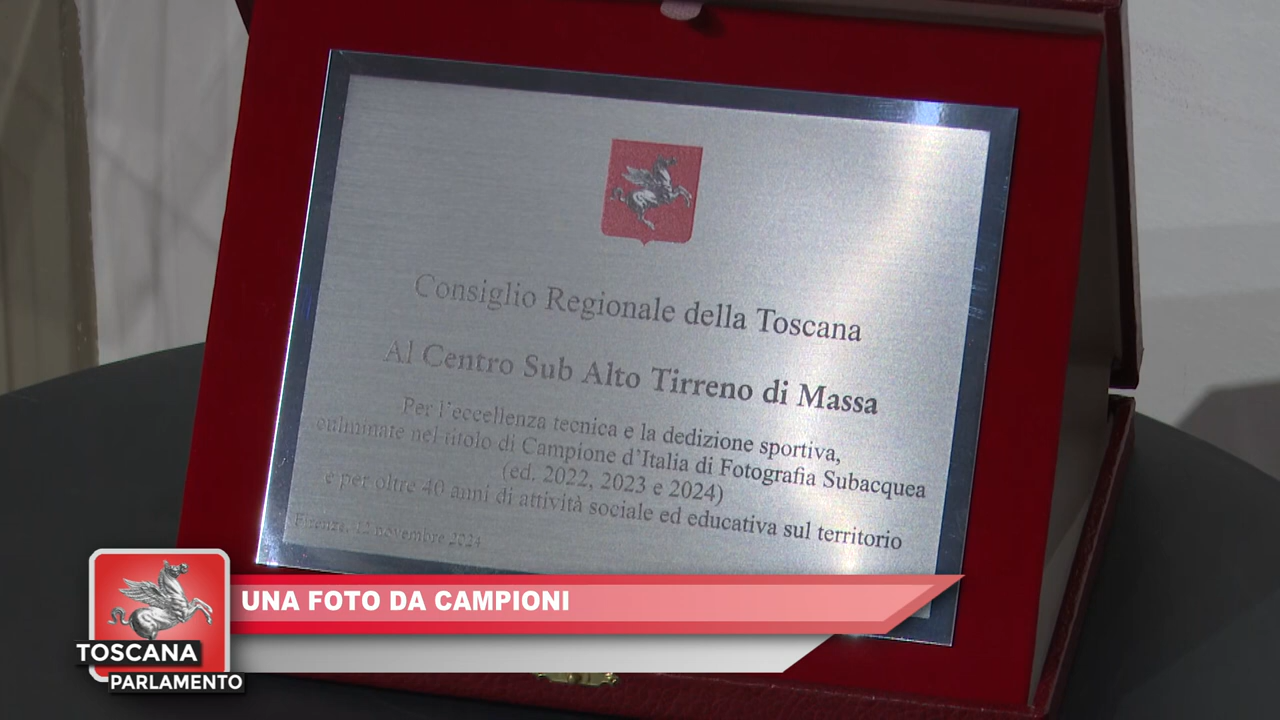 Consiglio Regionale della Toscana
Al Centro Sub Alto Tirreno di Massa
Per l'eccellenza tecnica e la dedizione sportiva,
culminate nel titolo di Campione d'Italia di Fotografia Subacquea
(ed. 2022, 2023 e 2024)
e per oltre 40 anni di attività sociale ed educativa sul territorio
Firenze, 12 novembre 2024
UNA FOTO DA CAMPIONI
TOSCANA
PARLAMENTO